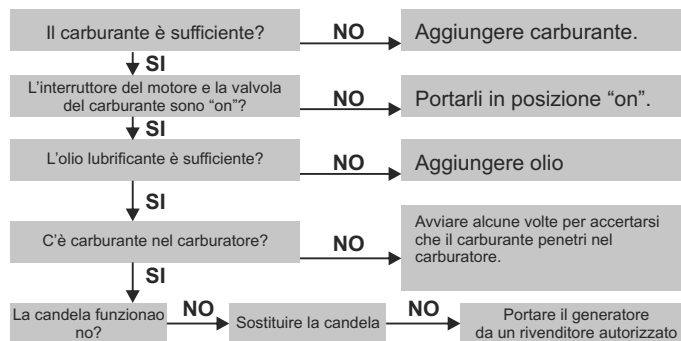 Il carburante è sufficiente?
NO
Aggiungere carburante.
SI
L'interruttore del motore e la valvola
del carburante sono “on”?
NO
Portarli in posizione “on”.
SI
L'olio lubrificante è sufficiente?
NO
Aggiungere olio
SI
C'è carburante nel carburatore?
NO
Avviare alcune volte per accertarsi
che il carburante penetri nel
carburatore.
SI
La candela funzionao
no?
NO
Sostituire la candela
NO
Portare il generatore
da un rivenditore autorizzato